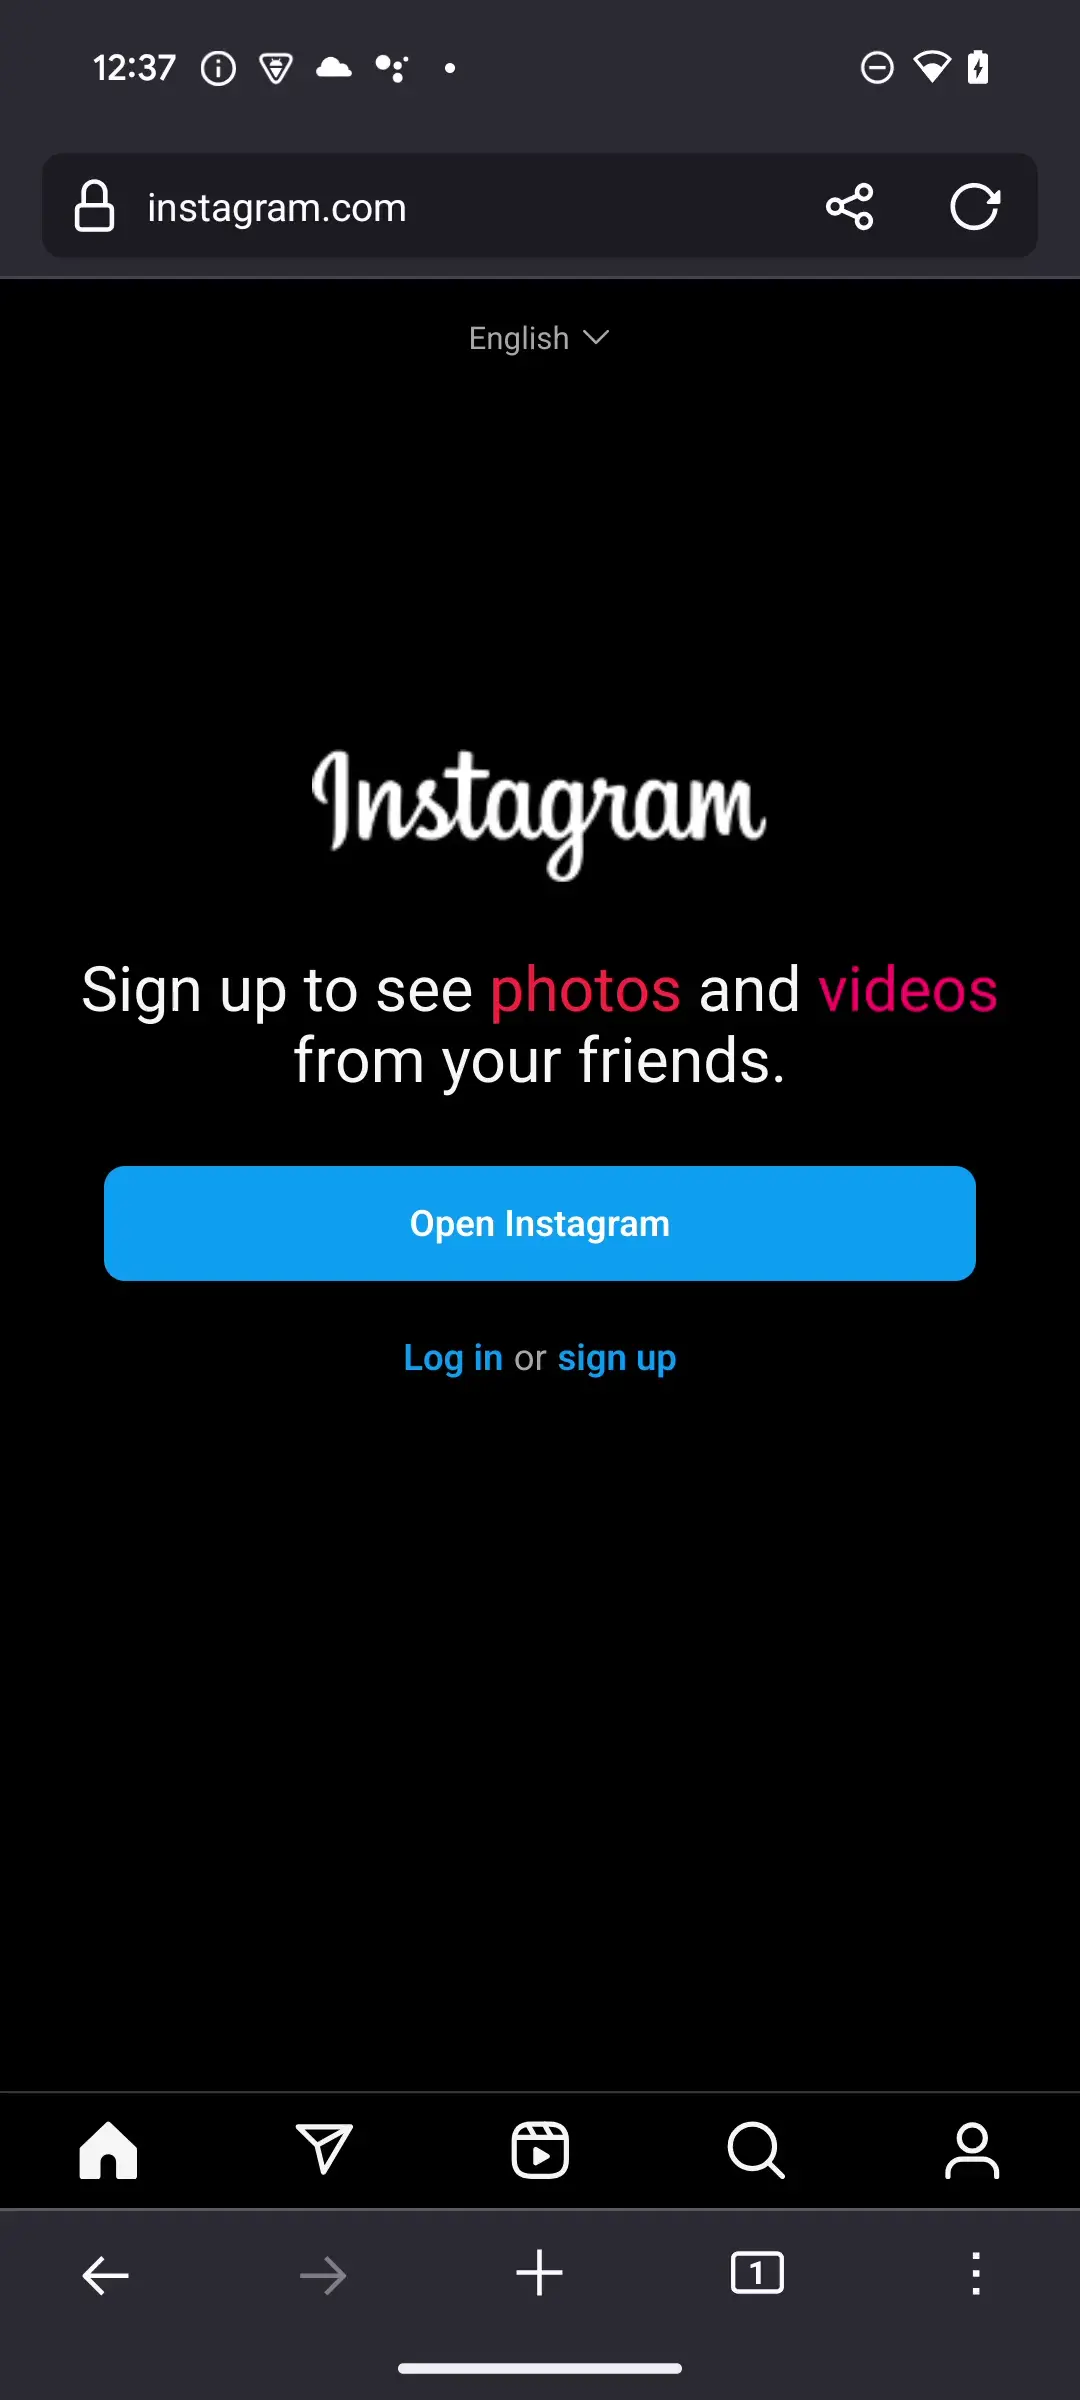 12:37
instagram.com
English
Instagram
Sign up to see photos and videos
from your friends.
Open Instagram
Log in or sign up
1